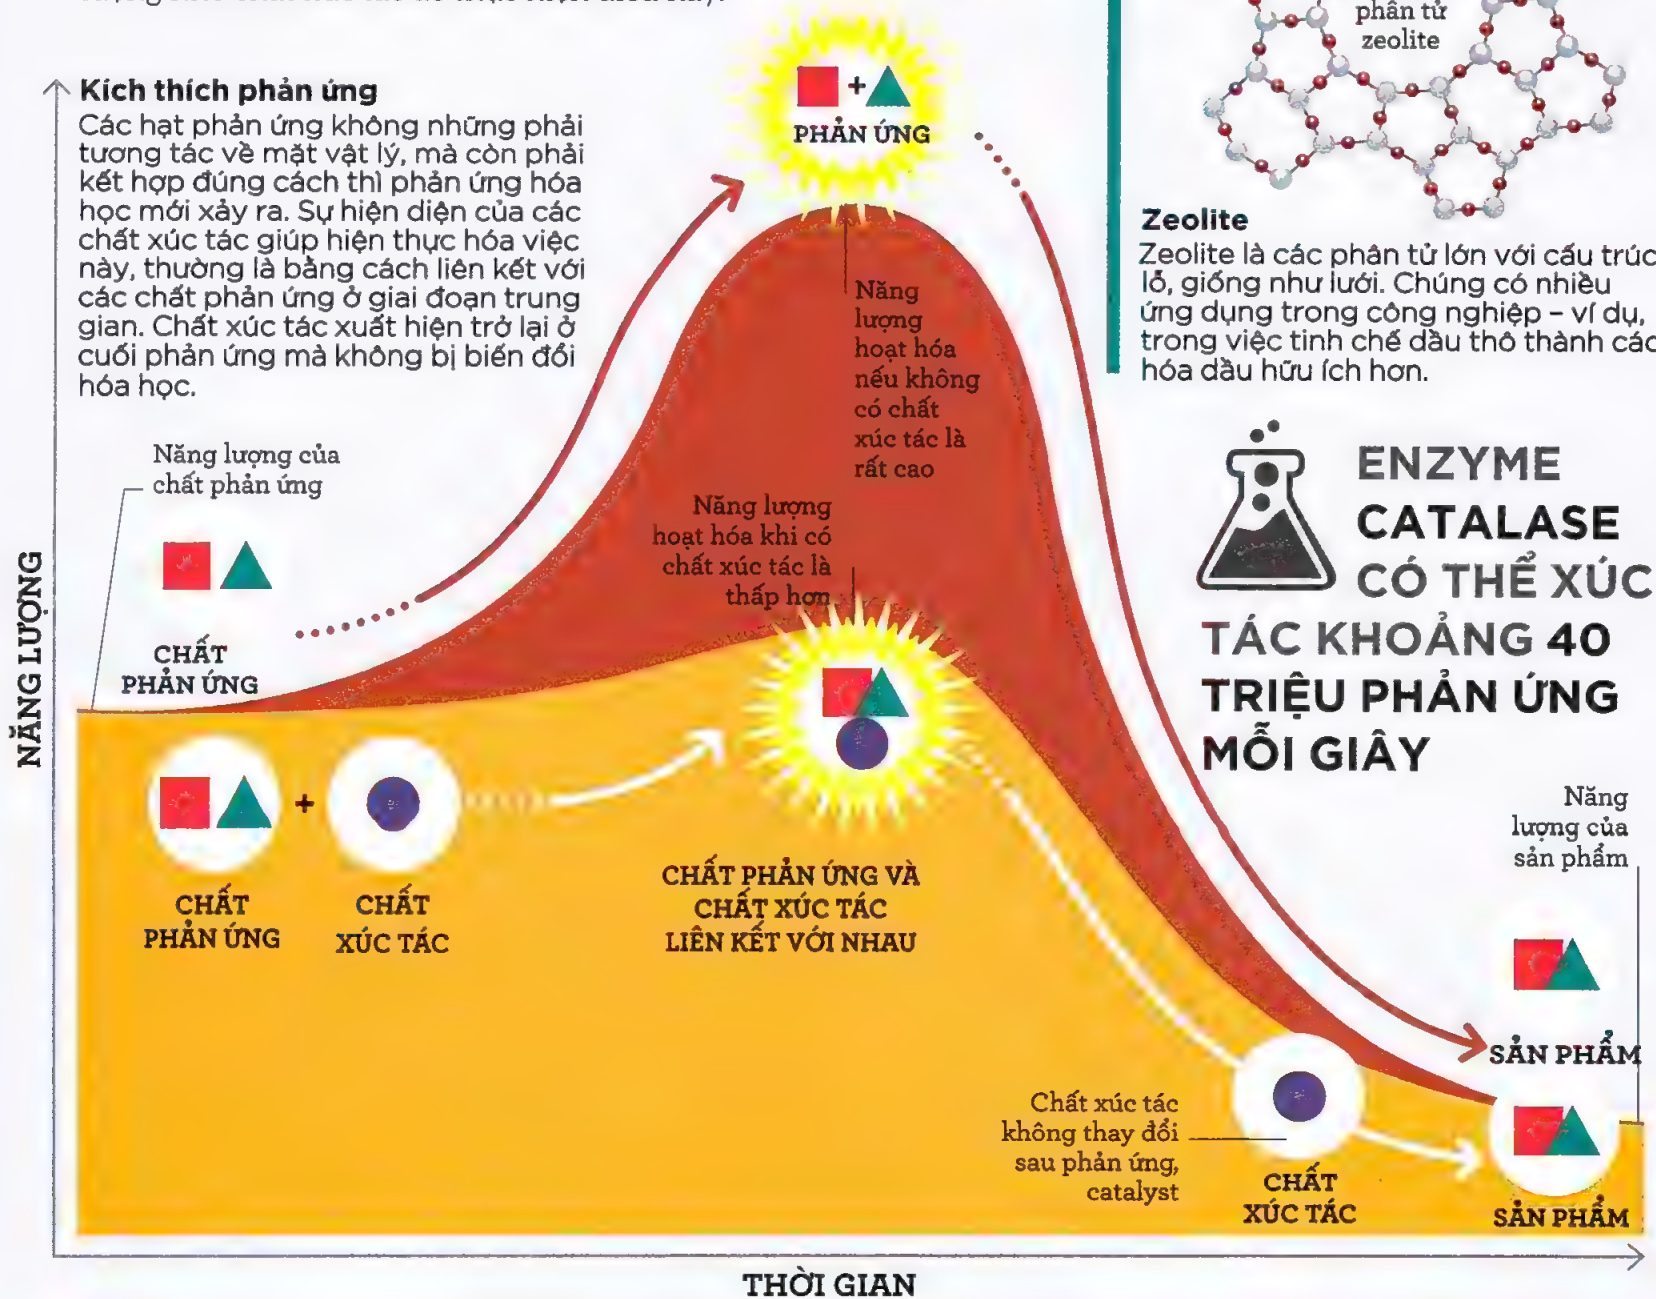 phân tử
zeolite
Kích thích phản ứng
Các hạt phản ứng không những phải
tương tác về mặt vật lý, mà còn phải
kết hợp đúng cách thì phản ứng hóa
học mới xảy ra. Sự hiện diện của các
chất xúc tác giúp hiện thực hóa việc
này, thường là bằng cách liên kết với
các chất phản ứng ở giai đoạn trung
gian. Chất xúc tác xuất hiện trở lại ở
cuối phản ứng mà không bị biến đổi
hóa học.
+
PHẢN ỨNG
Zeolite
Zeolite là các phân tử lớn với cấu trúc
lỗ, giống như lưới. Chúng có nhiều
ứng dụng trong công nghiệp – ví dụ,
trong việc tinh chế dầu thô thành các
hóa dầu hữu ích hơn.
Năng
lượng
hoạt hóa
nếu không
có chất
xúc tác là
rất cao
Năng lượng của
chất phản ứng
Năng lượng
hoạt hóa khi có
chất xúc tác là
thấp hơn
ENZYME
CATALASE
CÓ THỂ XÚC
TÁC KHOẢNG 40
TRIỆU PHẢN ỨNG
MỖI GIÂY
NĂNG LƯỢNG
CHẤT
PHẢN ỨNG
+
CHẤT
PHẢN ỨNG
CHẤT
XÚC TÁC
CHẤT PHẢN ỨNG VÀ
CHẤT XÚC TÁC
LIÊN KẾT VỚI NHAU
Năng
lượng của
sản phẩm
SẢN PHẨM
Chất xúc tác
không thay đổi
sau phản ứng,
catalyst
CHẤT
XÚC TÁC
SẢN PHẨM
THỜI GIAN